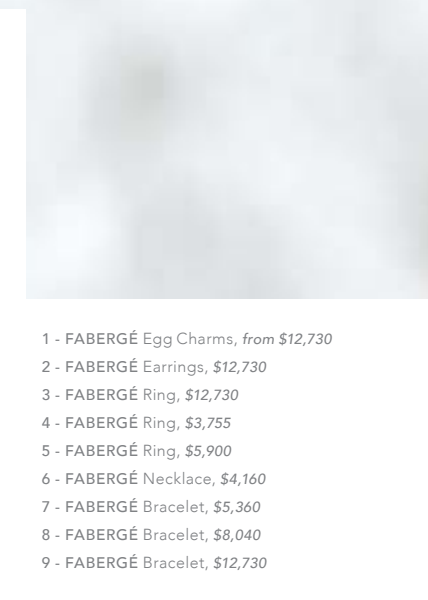 1 - FABERGÉ Egg Charms, from $12,730
2 - FABERGÉ Earrings, $12,730
3 - FABERGÉ Ring, $12,730
4 - FABERGÉ Ring, $3,755
5 - FABERGÉ Ring, $5,900
6 - FABERGÉ Necklace, $4,160
7 - FABERGÉ Bracelet, $5,360
8 - FABERGÉ Bracelet, $8,040
9 - FABERGÉ Bracelet, $12,730